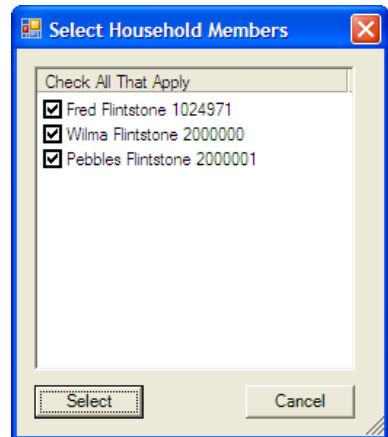 Select Household Members
Check All That Apply
Fred Flintstone 1024971
Wilma Flintstone 2000000
Pebbles Flintstone 2000001
Select Cancel